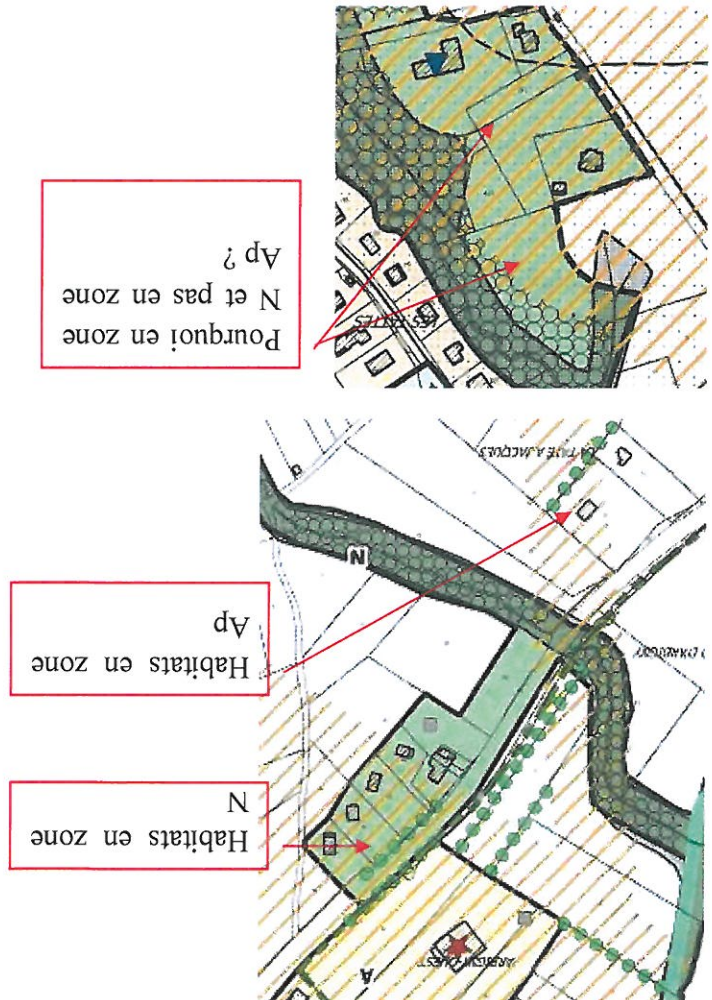 A
Habitats en zone
N
Habitats en zone
Ap
N
Pourquoi en zone
N et pas en zone
Ap ?